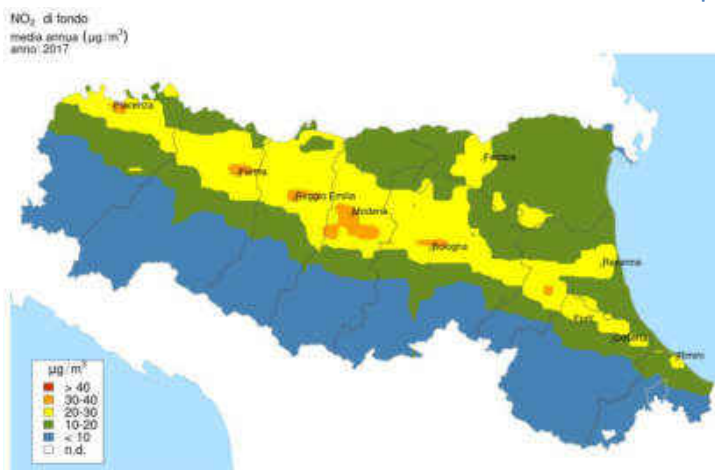 NO₂ di fondo
media annua (µg/m³)
anno: 2017
Piacenza
Parma
Reggio Emilia
Modena
Ferrara
Bologna
Ravenna
Forlì
Cesena
Rimini
µg/m³
> 40
30-40
20-30
10-20
< 10
n.d.